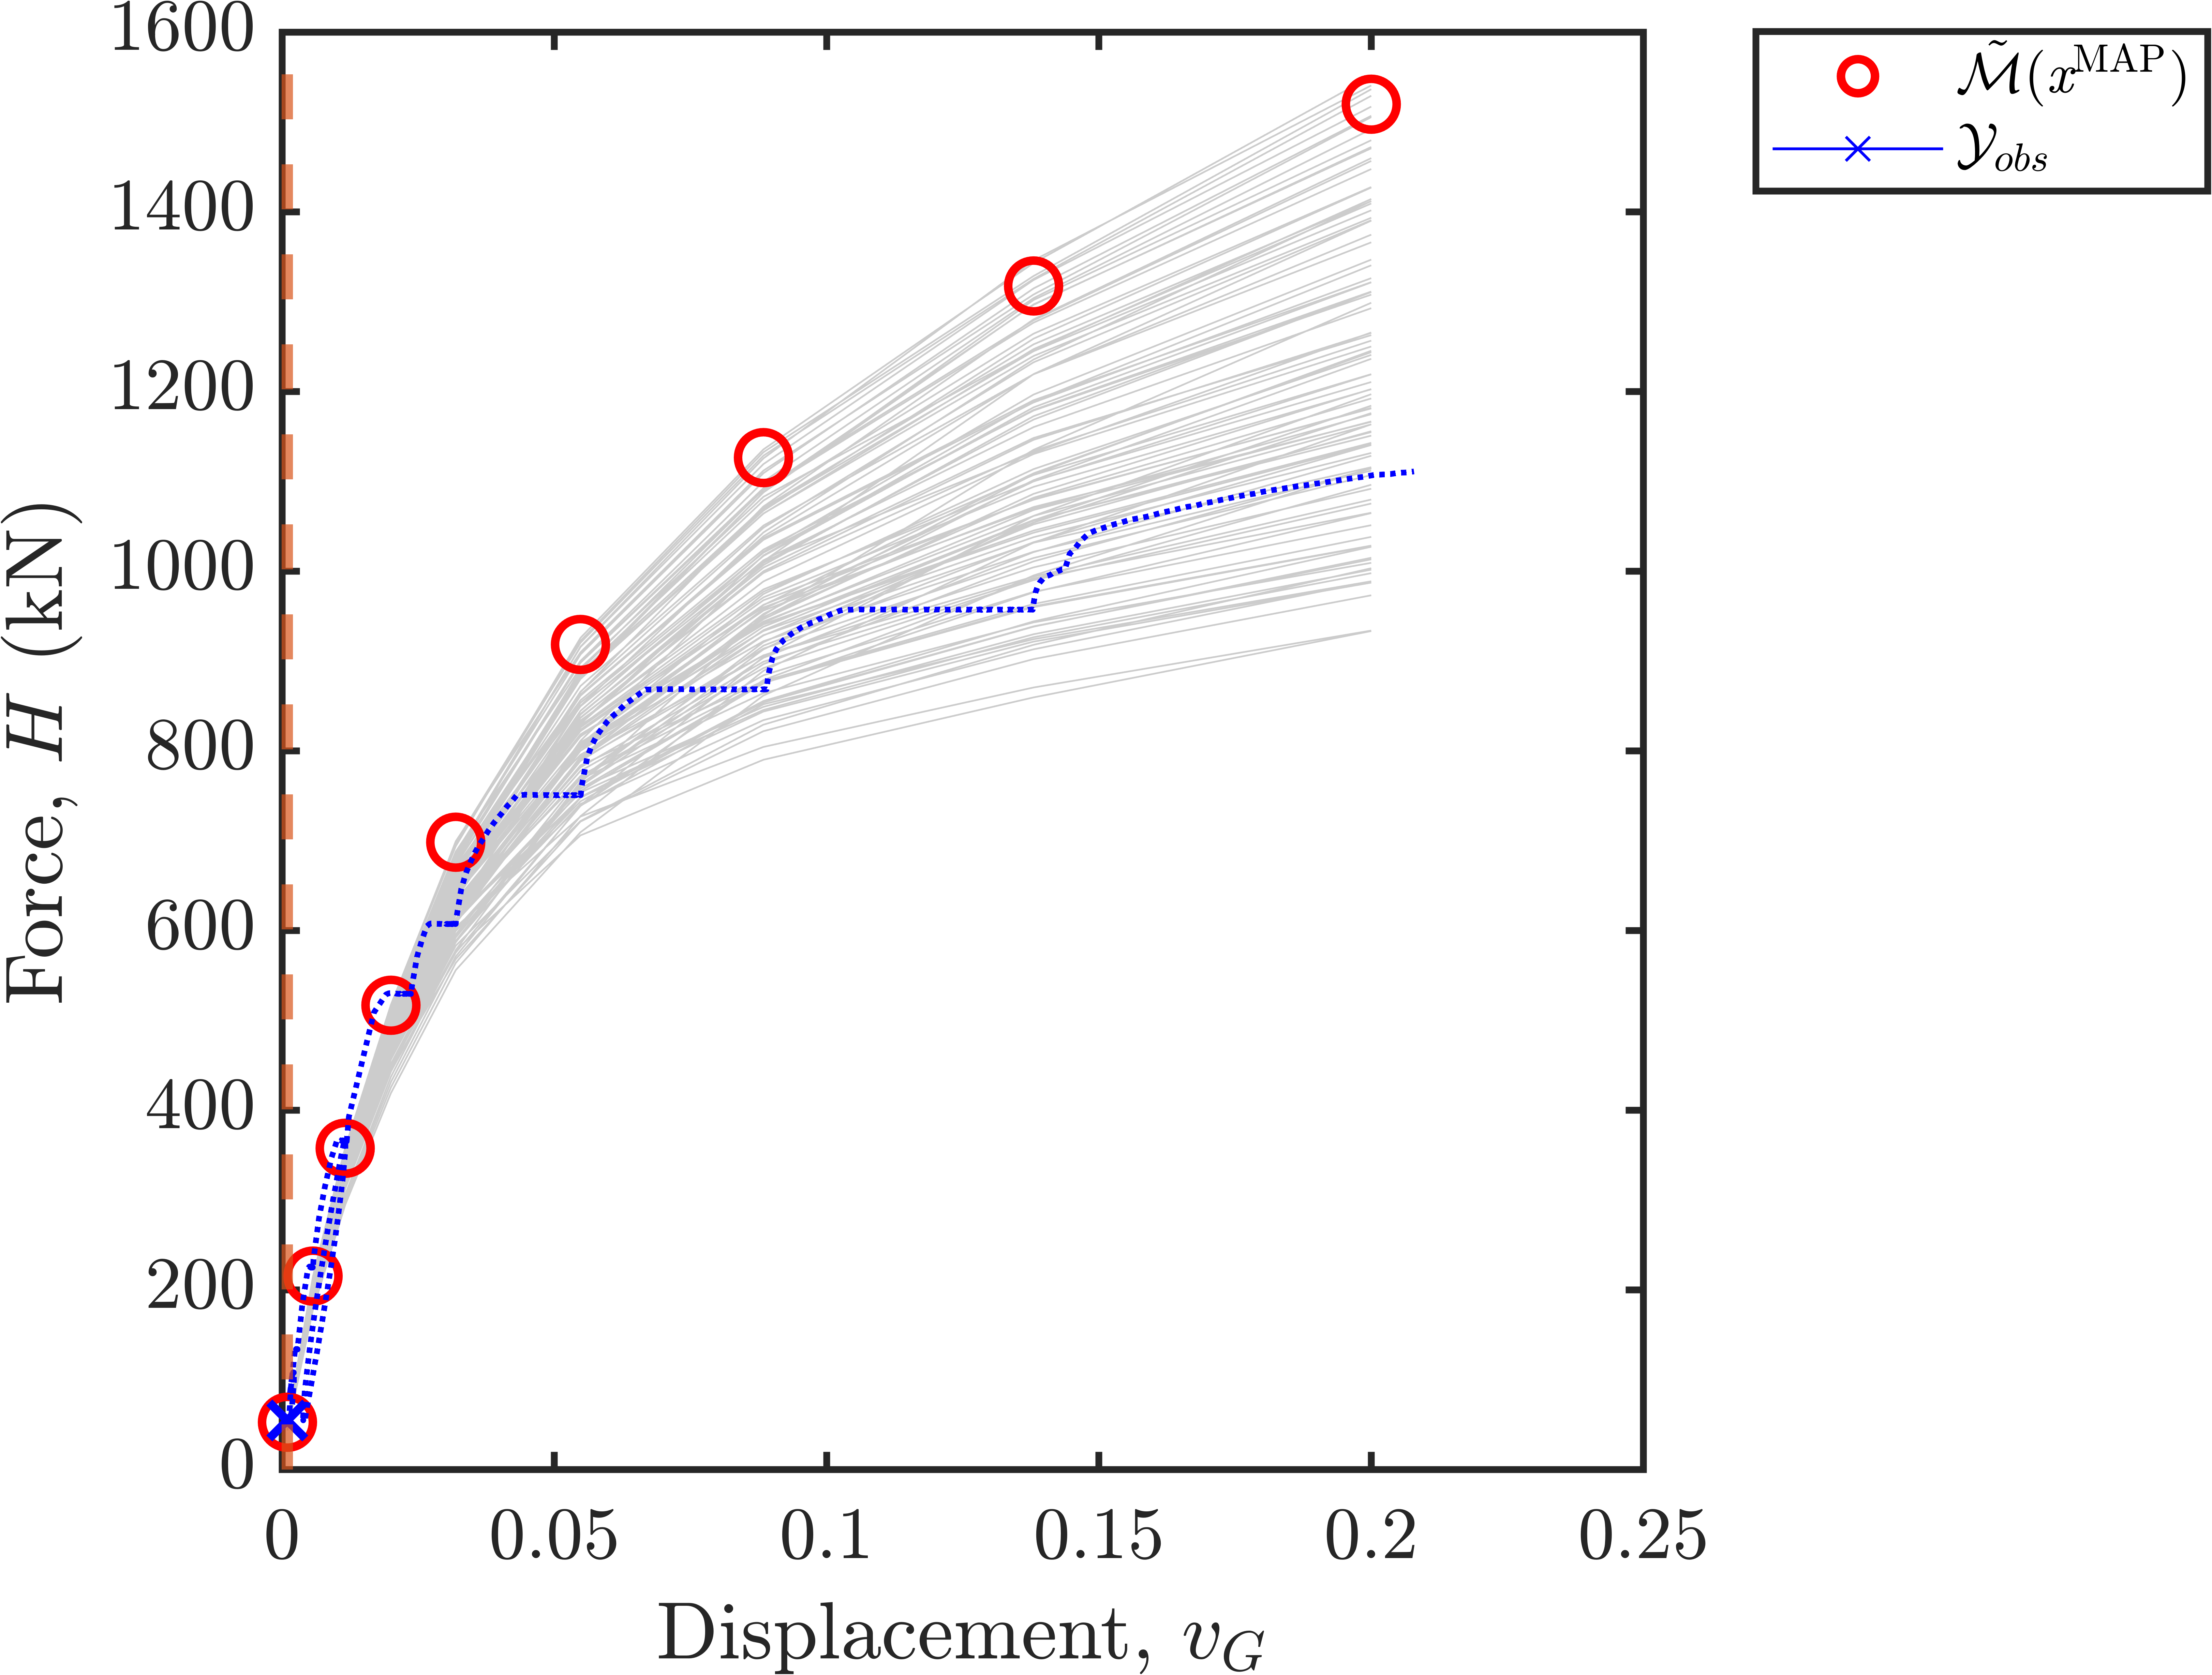 1600
1400
1200
1000
800
600
400
200
0
Force, H (kN)
0 0.05 0.1 0.15 0.2 0.25
Displacement, v_G
ℳ̃(x^MAP)
𝒴_obs